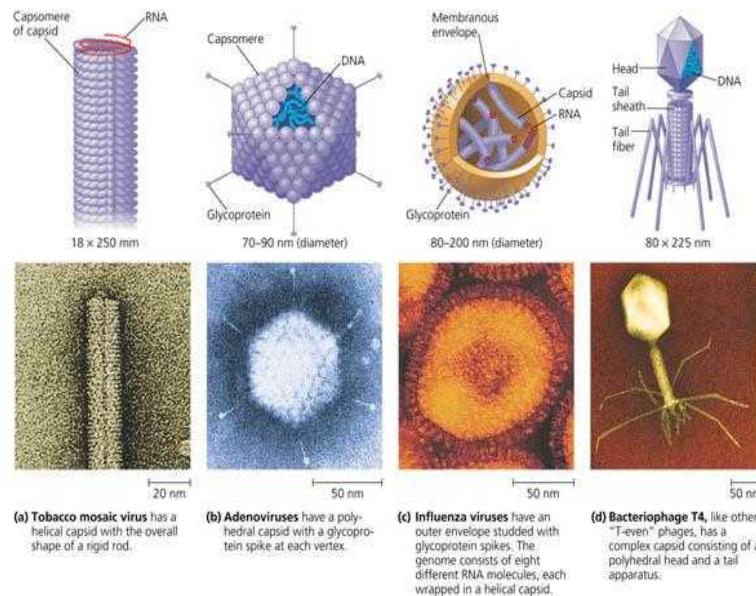 Capsomere
of capsid
RNA
18 × 250 mm
20 nm
(a) Tobacco mosaic virus has a
helical capsid with the overall
shape of a rigid rod.
Capsomere
DNA
Glycoprotein
70–90 nm (diameter)
50 nm
(b) Adenoviruses have a poly-
hedral capsid with a glycopro-
tein spike at each vertex.
Membranous
envelope
Capsid
RNA
Glycoprotein
80–200 nm (diameter)
50 nm
(c) Influenza viruses have an
outer envelope studded with
glycoprotein spikes. The
genome consists of eight
different RNA molecules, each
wrapped in a helical capsid.
Head
DNA
Tail
sheath
Tail
fiber
80 × 225 nm
50 nm
(d) Bacteriophage T4, like other
"T-even" phages, has a
complex capsid consisting of a
polyhedral head and a tail
apparatus.